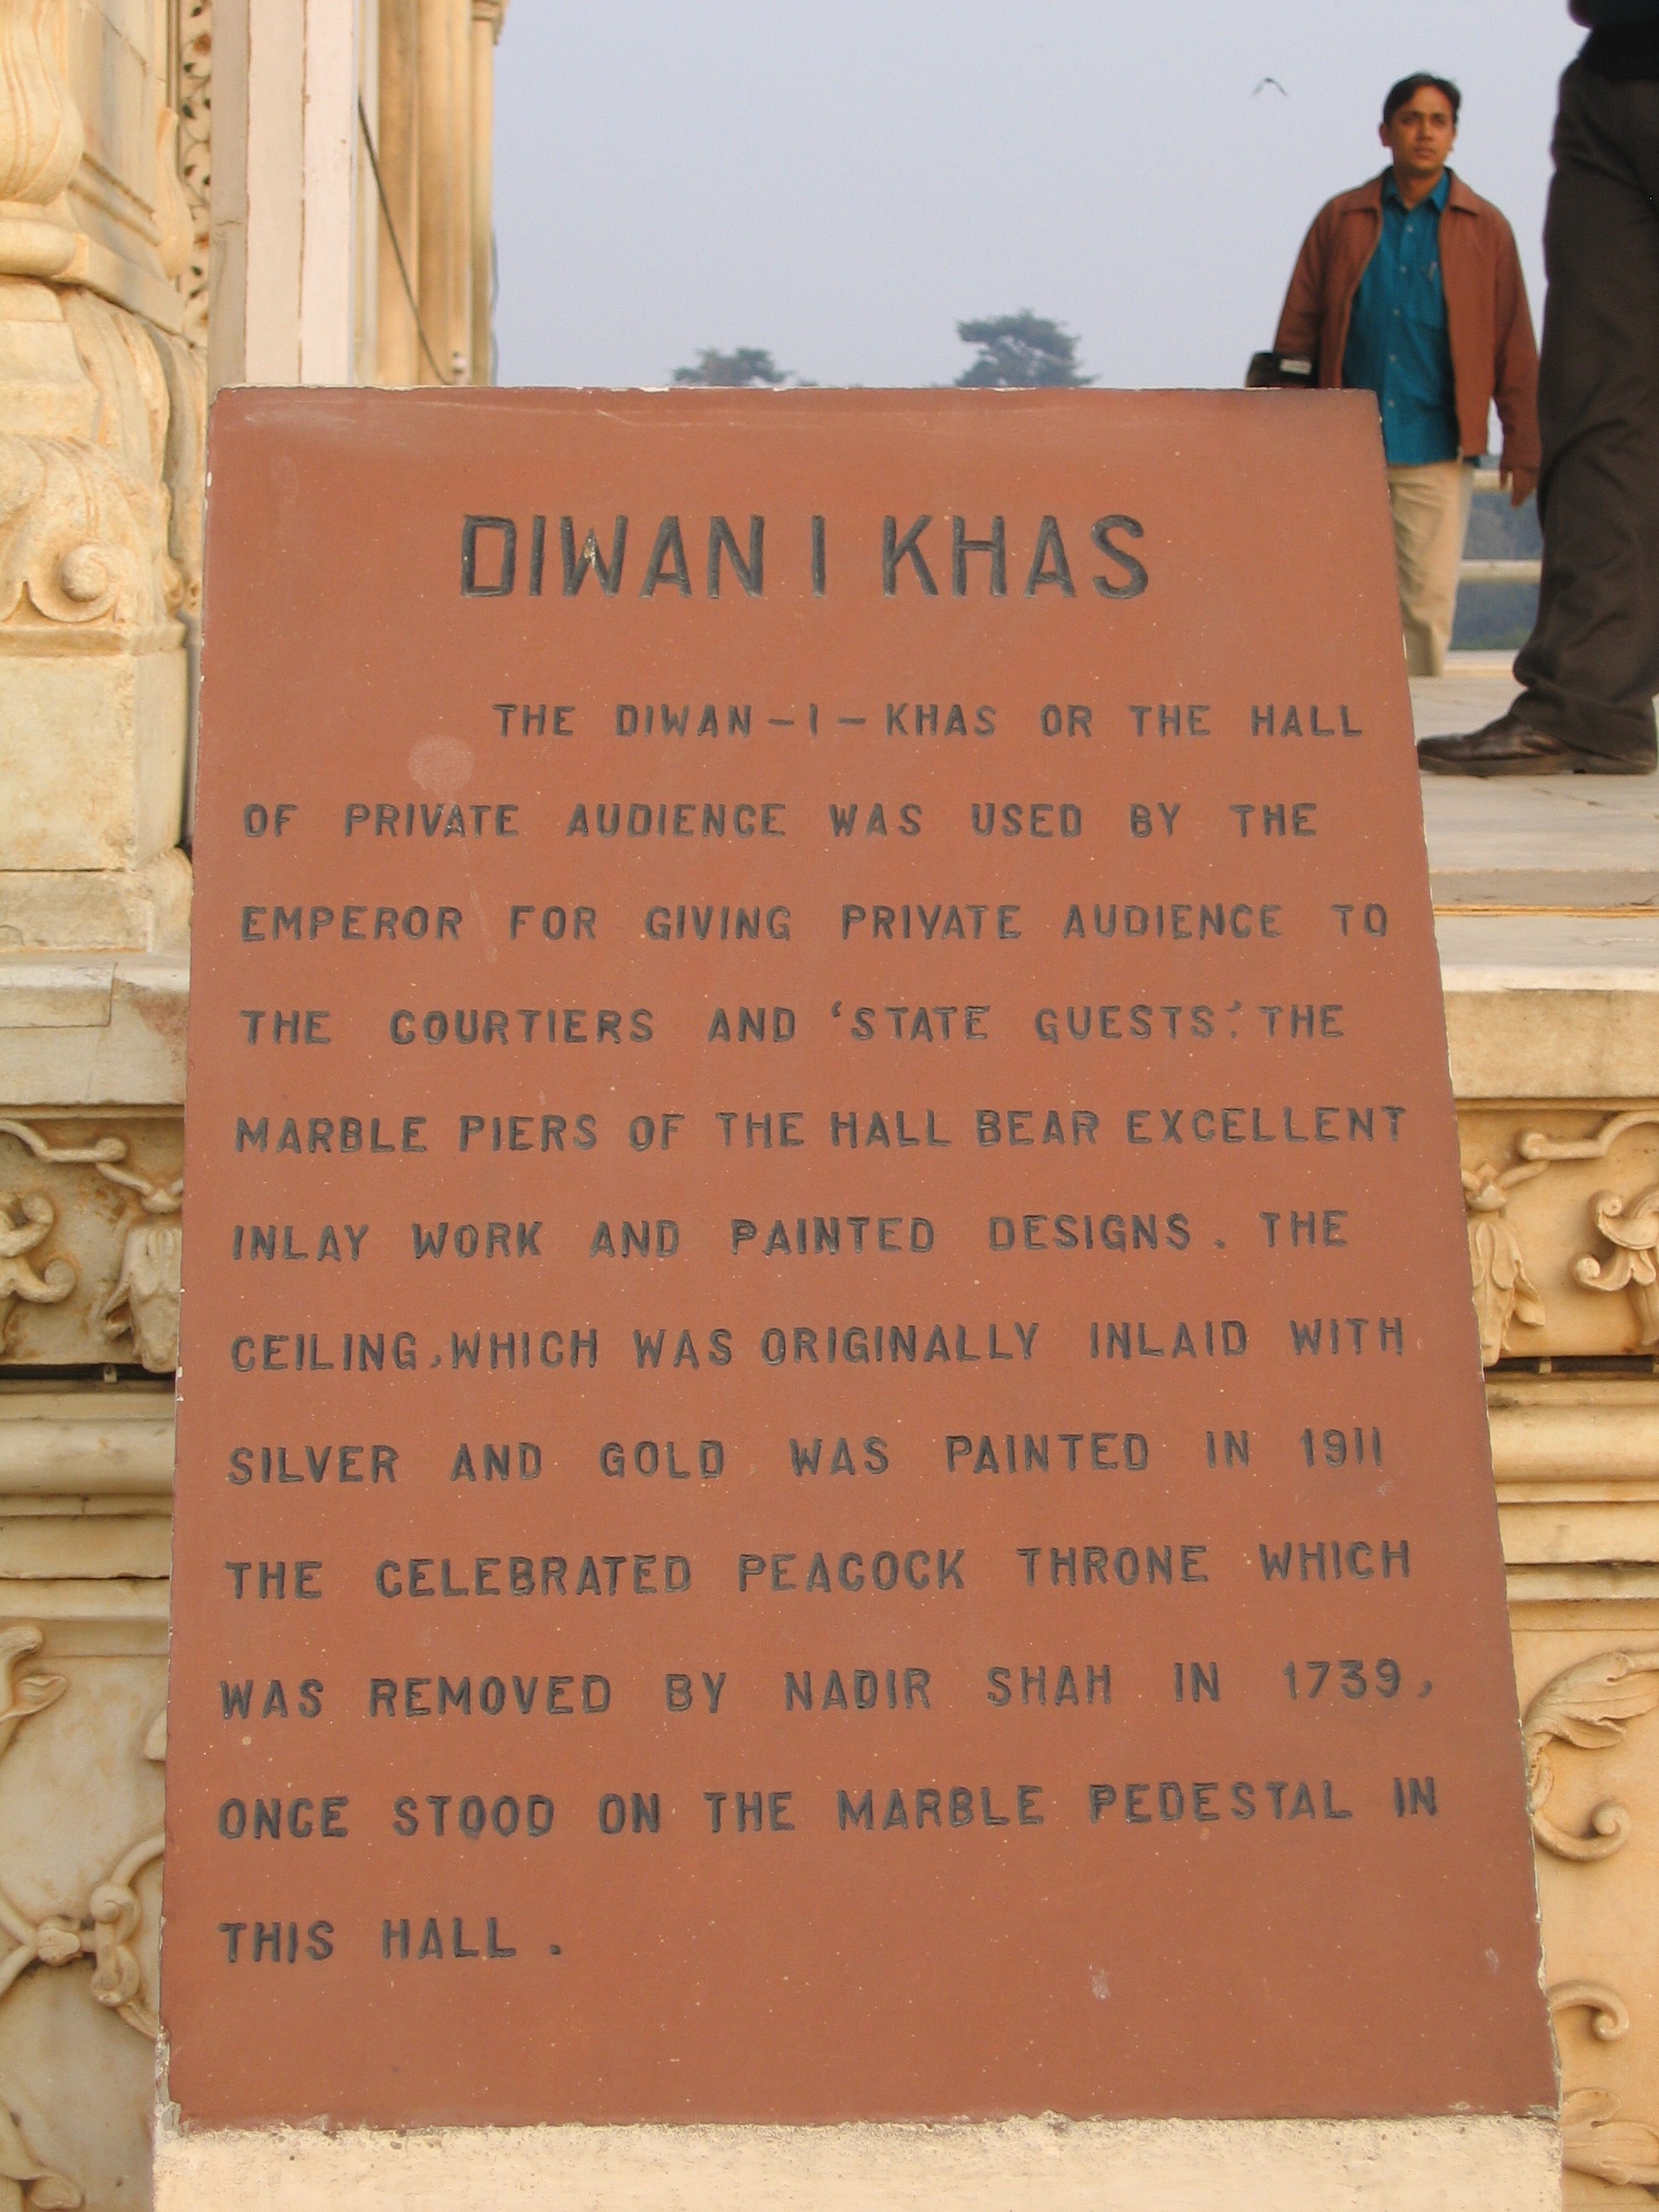 DIWAN I KHAS
THE DIWAN-I-KHAS OR THE HALL
OF PRIVATE AUDIENCE WAS USED BY THE
EMPEROR FOR GIVING PRIVATE AUDIENCE TO
THE COURTIERS AND 'STATE GUESTS'. THE
MARBLE PIERS OF THE HALL BEAR EXCELLENT
INLAY WORK AND PAINTED DESIGNS. THE
CEILING, WHICH WAS ORIGINALLY INLAID WITH
SILVER AND GOLD WAS PAINTED IN 1911
THE CELEBRATED PEACOCK THRONE WHICH
WAS REMOVED BY NADIR SHAH IN 1739,
ONCE STOOD ON THE MARBLE PEDESTAL IN
THIS HALL.